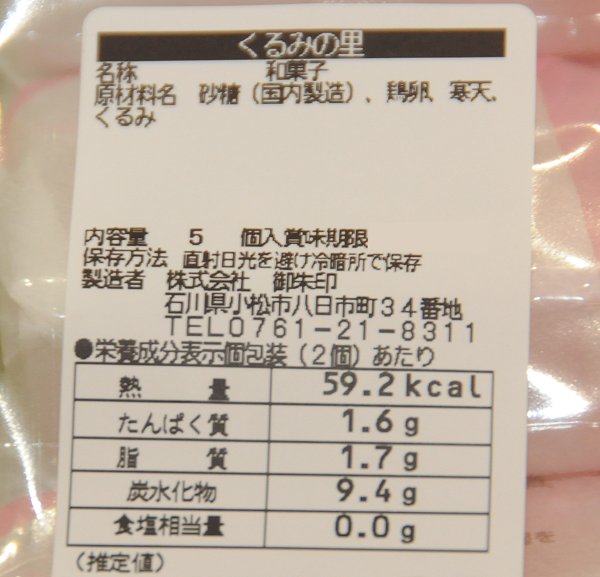 くるみの里
名称 和菓子
原材料名 砂糖（国内製造）、鶏卵、寒天、
くるみ
内容量 5 個入賞味期限
保存方法 直射日光を避け冷暗所で保存
製造者 株式会社 御朱印
石川県小松市八日市町34番地
TEL0761-21-8311
●栄養成分表示個包装（2個）あたり
熱量 59.2kcal
たんぱく質 1.6g
脂質 1.7g
炭水化物 9.4g
食塩相当量 0.0g
（推定値）